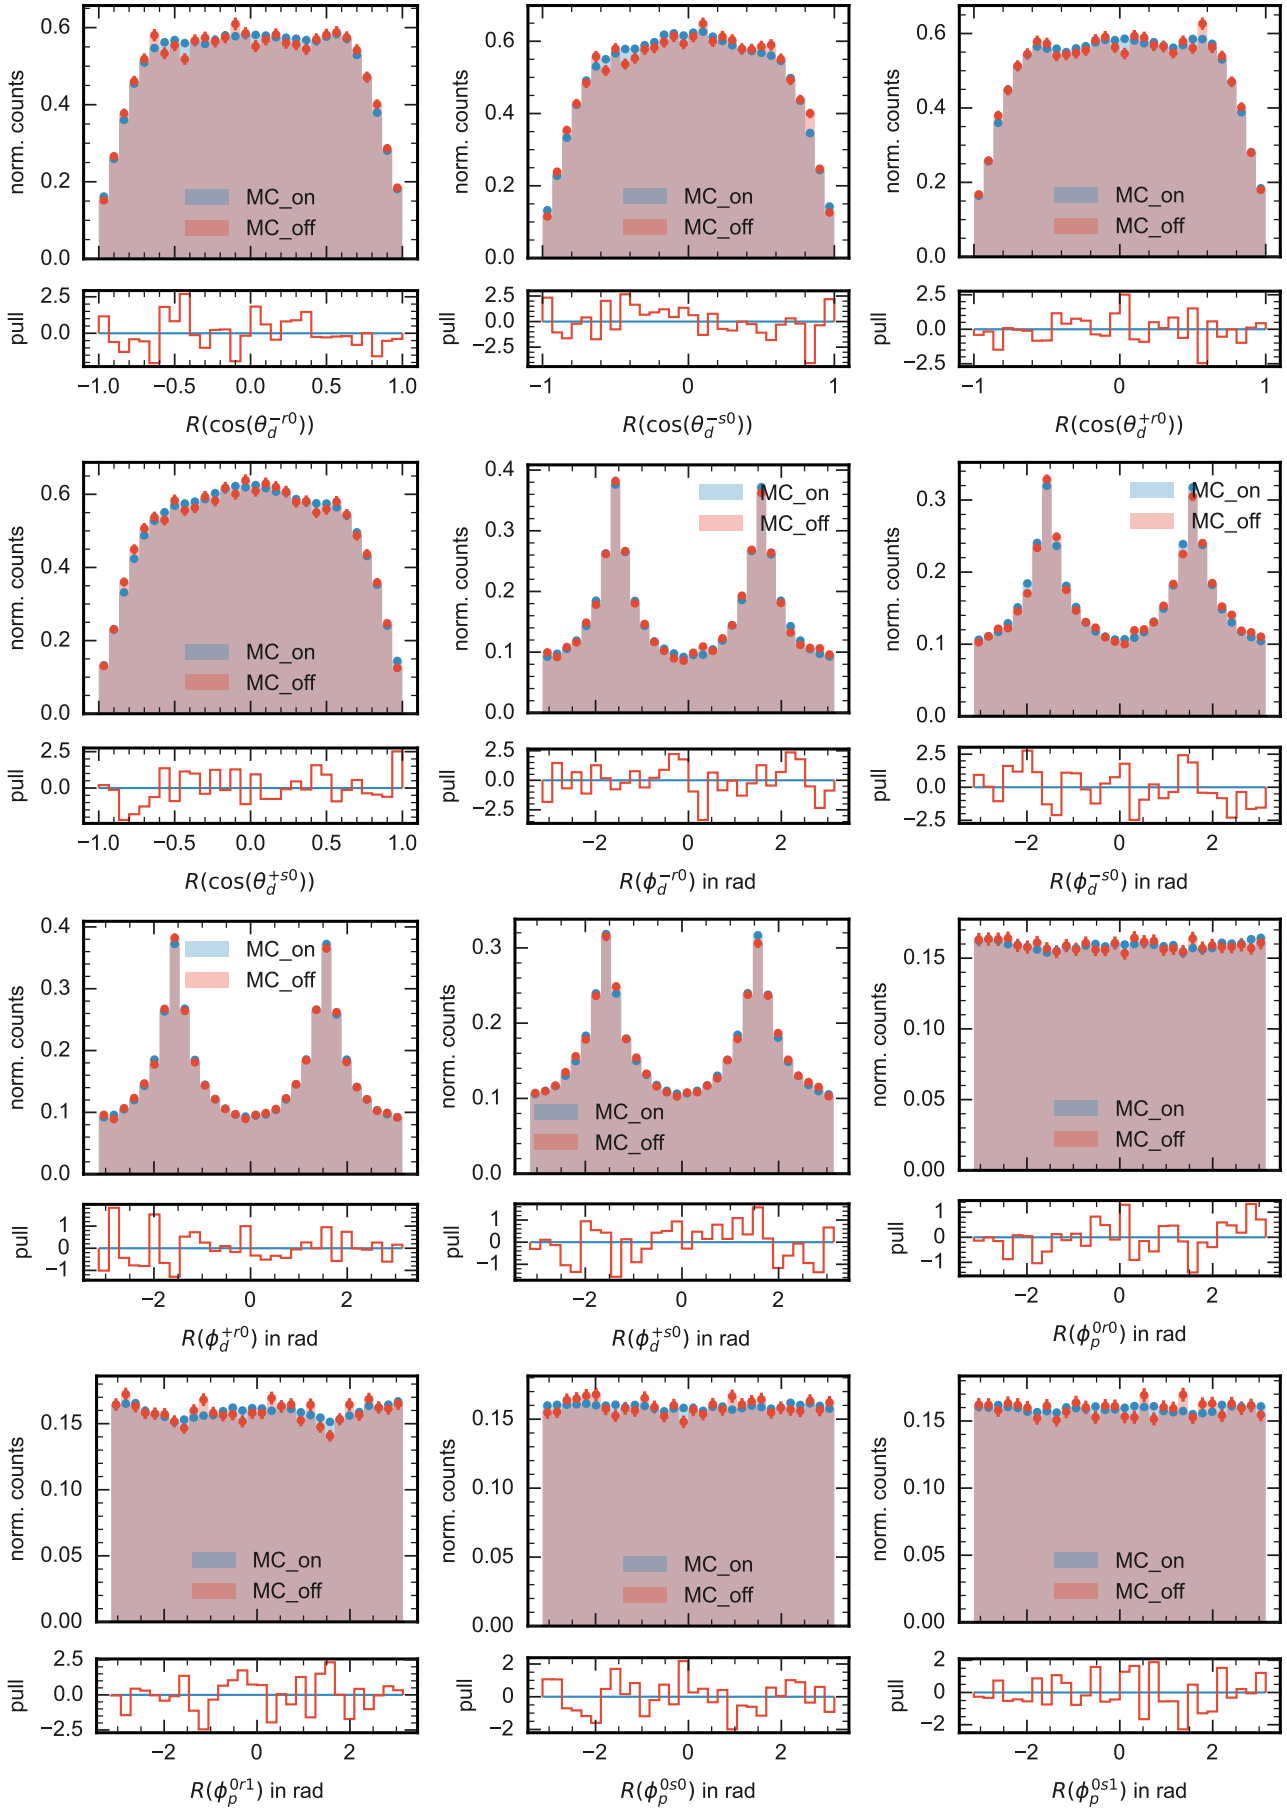 0.6
0.4
0.2
0.0
norm. counts
MC_on
MC_off
2.5
0.0
pull
−1.0 −0.5 0.0 0.5 1.0
R(cos(θ_d^{−r0}))
0.6
0.4
0.2
0.0
norm. counts
MC_on
MC_off
2.5
0.0
−2.5
pull
−1 0 1
R(cos(θ_d^{−s0}))
0.6
0.4
0.2
0.0
norm. counts
MC_on
MC_off
2.5
0.0
−2.5
pull
−1 0 1
R(cos(θ_d^{+r0}))
0.6
0.4
0.2
0.0
norm. counts
MC_on
MC_off
2.5
0.0
pull
−1.0 −0.5 0.0 0.5 1.0
R(cos(θ_d^{+s0}))
0.4
0.3
0.2
0.1
0.0
norm. counts
MC_on
MC_off
2.5
0.0
−2.5
pull
−2 0 2
R(ϕ_d^{−r0}) in rad
0.3
0.2
0.1
0.0
norm. counts
MC_on
MC_off
2.5
0.0
−2.5
pull
−2 0 2
R(ϕ_d^{−s0}) in rad
0.4
0.3
0.2
0.1
0.0
norm. counts
MC_on
MC_off
1
0
−1
pull
−2 0 2
R(ϕ_d^{+r0}) in rad
0.3
0.2
0.1
0.0
norm. counts
MC_on
MC_off
1
0
−1
pull
−2 0 2
R(ϕ_d^{+s0}) in rad
0.15
0.10
0.05
0.00
norm. counts
MC_on
MC_off
1
0
−1
pull
−2 0 2
R(ϕ_p^{0r0}) in rad
0.15
0.10
0.05
0.00
norm. counts
MC_on
MC_off
2.5
0.0
−2.5
pull
−2 0 2
R(ϕ_p^{0r1}) in rad
0.15
0.10
0.05
0.00
norm. counts
MC_on
MC_off
2
0
−2
pull
−2 0 2
R(ϕ_p^{0s0}) in rad
0.15
0.10
0.05
0.00
norm. counts
MC_on
MC_off
2
0
−2
pull
−2 0 2
R(ϕ_p^{0s1}) in rad